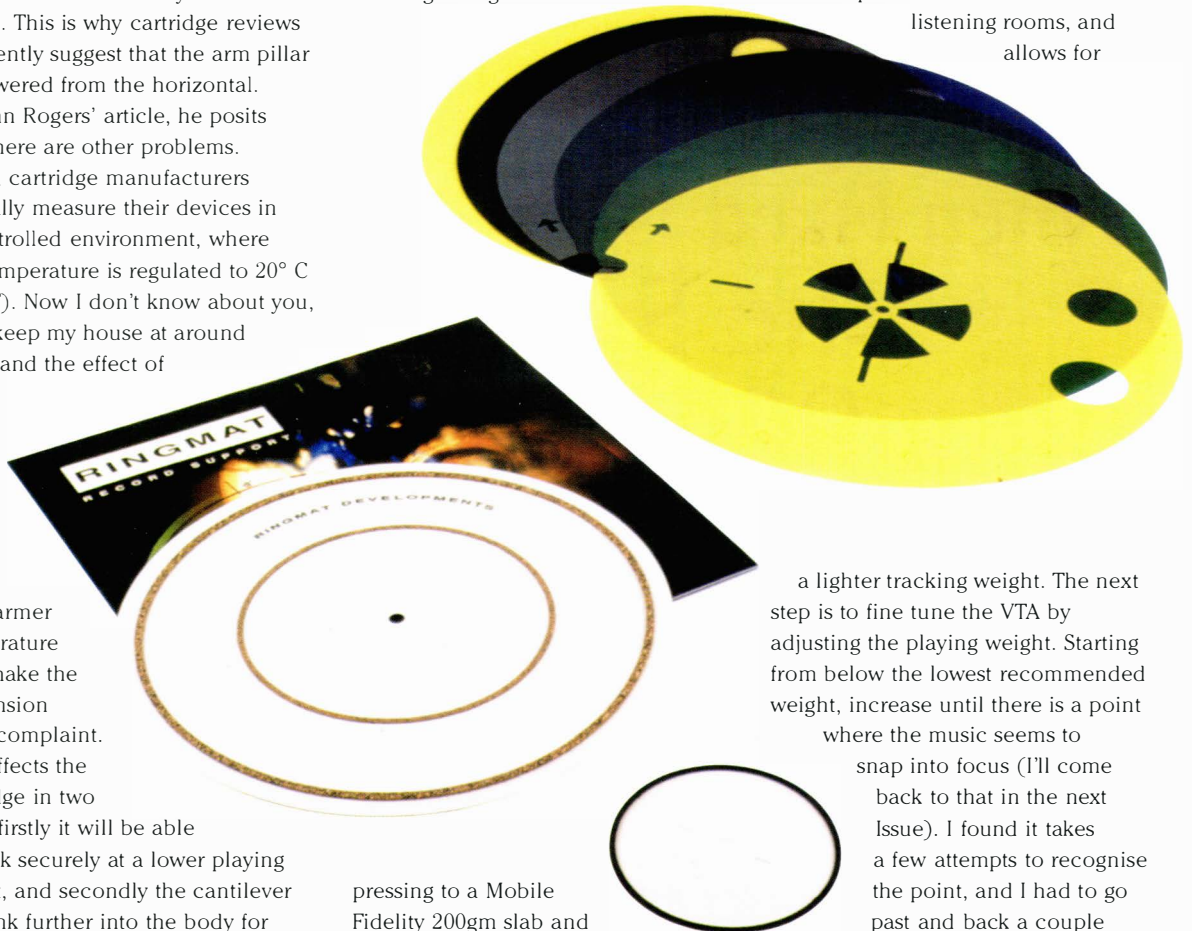 . This is why cartridge reviews
ently suggest that the arm pillar
wered from the horizontal.
nn Rogers' article, he posits
here are other problems.
cartridge manufacturers
lly measure their devices in
trolled environment, where
mperature is regulated to 20° C
). Now I don't know about you,
keep my house at around
and the effect of
armer
rature
make the
nsion
complaint.
ffects the
dge in two
firstly it will be able
k securely at a lower playing
, and secondly the cantilever
nk further into the body for
RINGMAT
RECORD SUPPORT
RINGMAT DEVELOPMENTS
pressing to a Mobile
Fidelity 200gm slab and
listening rooms, and
allows for
a lighter tracking weight. The next
step is to fine tune the VTA by
adjusting the playing weight. Starting
from below the lowest recommended
weight, increase until there is a point
where the music seems to
snap into focus (I'll come
back to that in the next
Issue). I found it takes
a few attempts to recognise
the point, and I had to go
past and back a couple